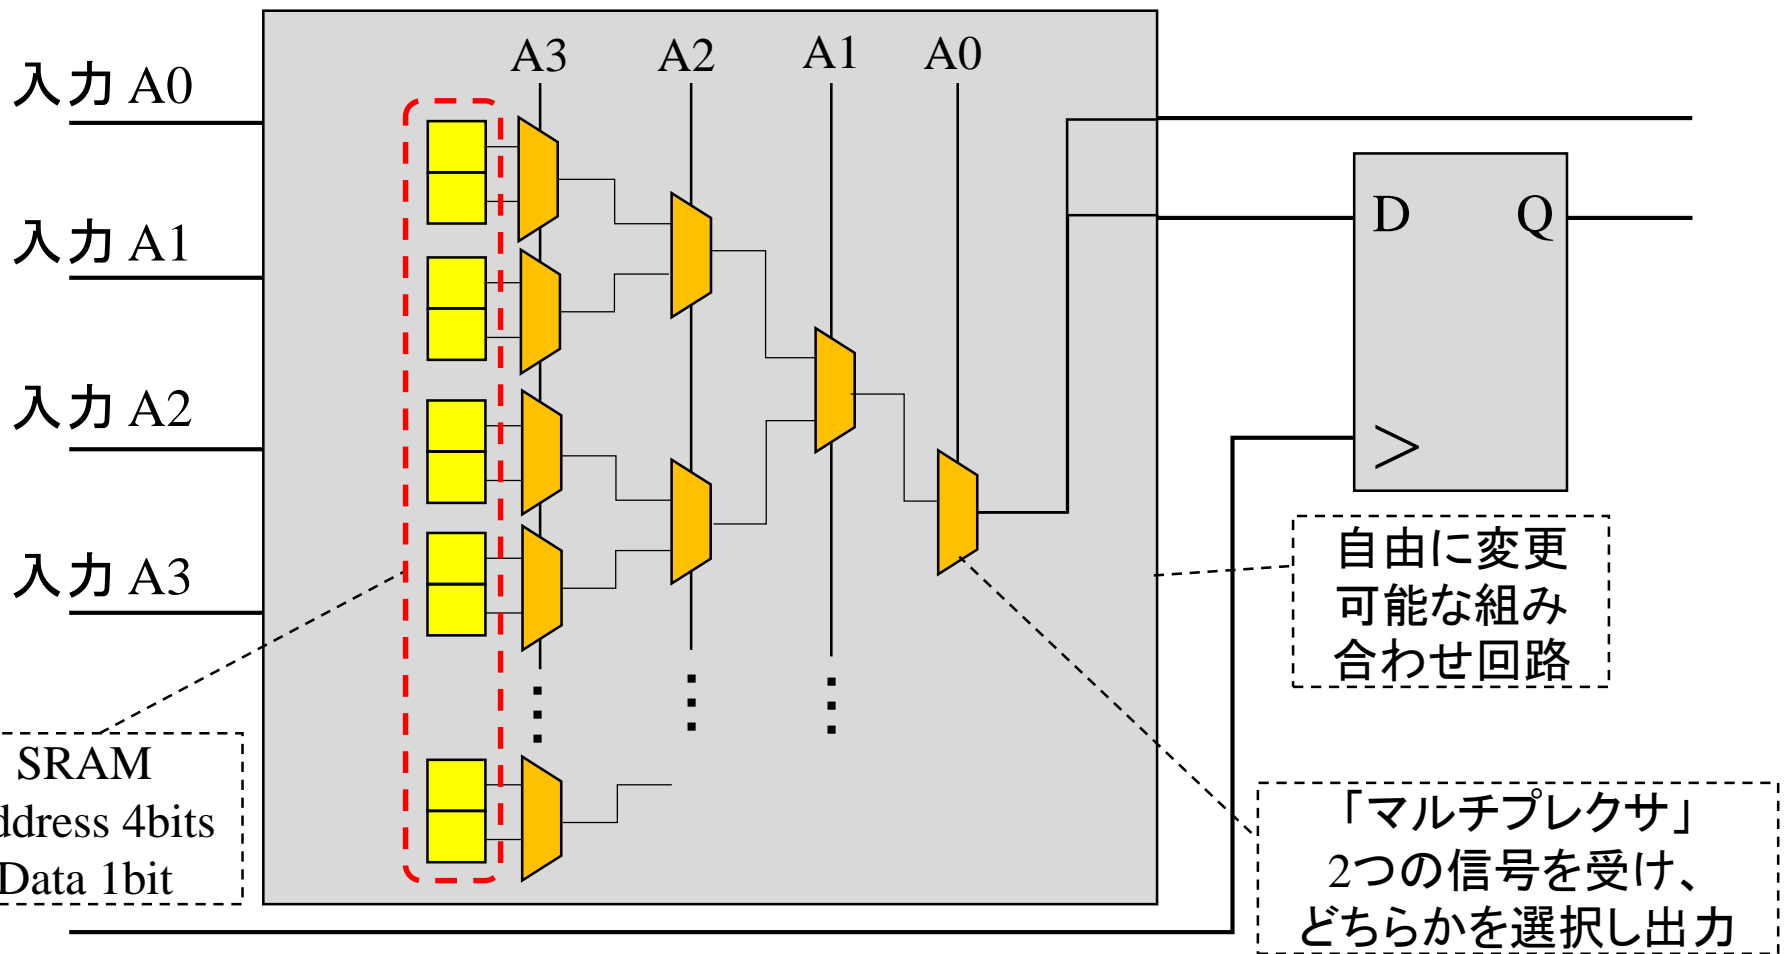 A3 A2 A1 A0
入力 A0
入力 A1
入力 A2
入力 A3
D Q
>
自由に変更
可能な組み
合わせ回路
SRAM
ddress 4bits
Data 1bit
「マルチプレクサ」
2つの信号を受け、
どちらかを選択し出力